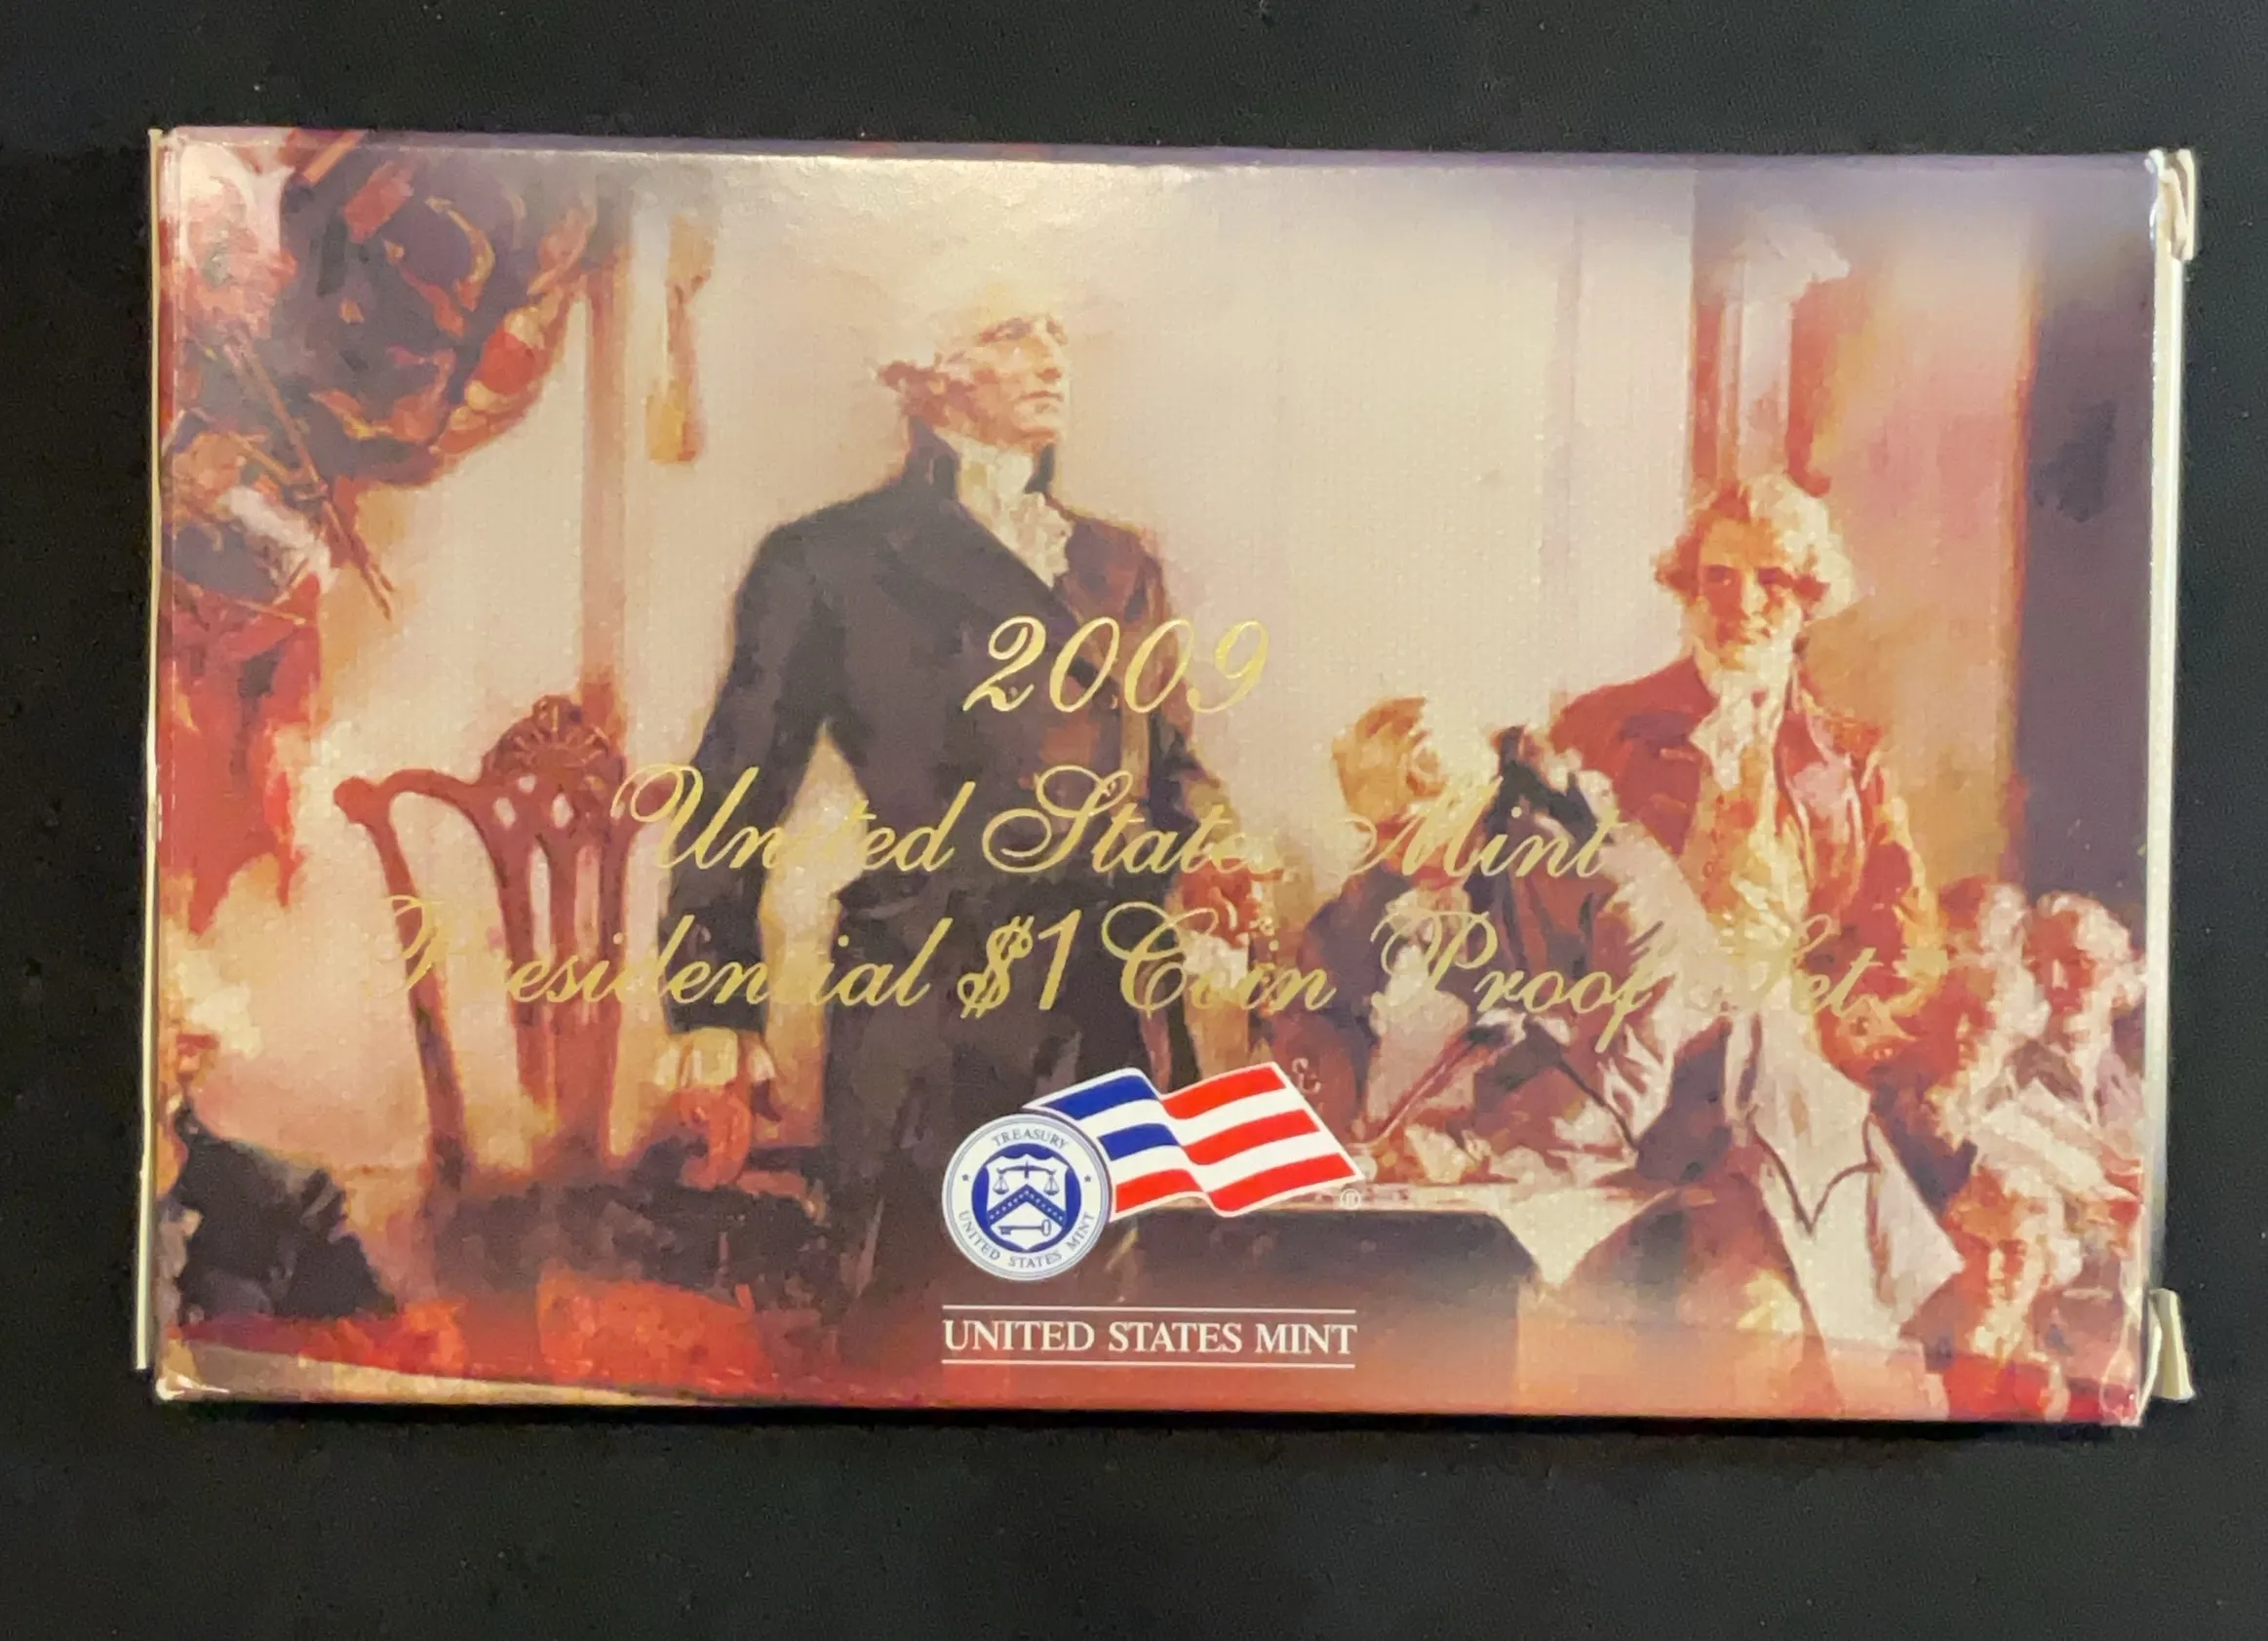 2009
United States Mint
Presidential $1 Coin Proof Set
TREASURY
UNITED STATES MINT
®
UNITED STATES MINT